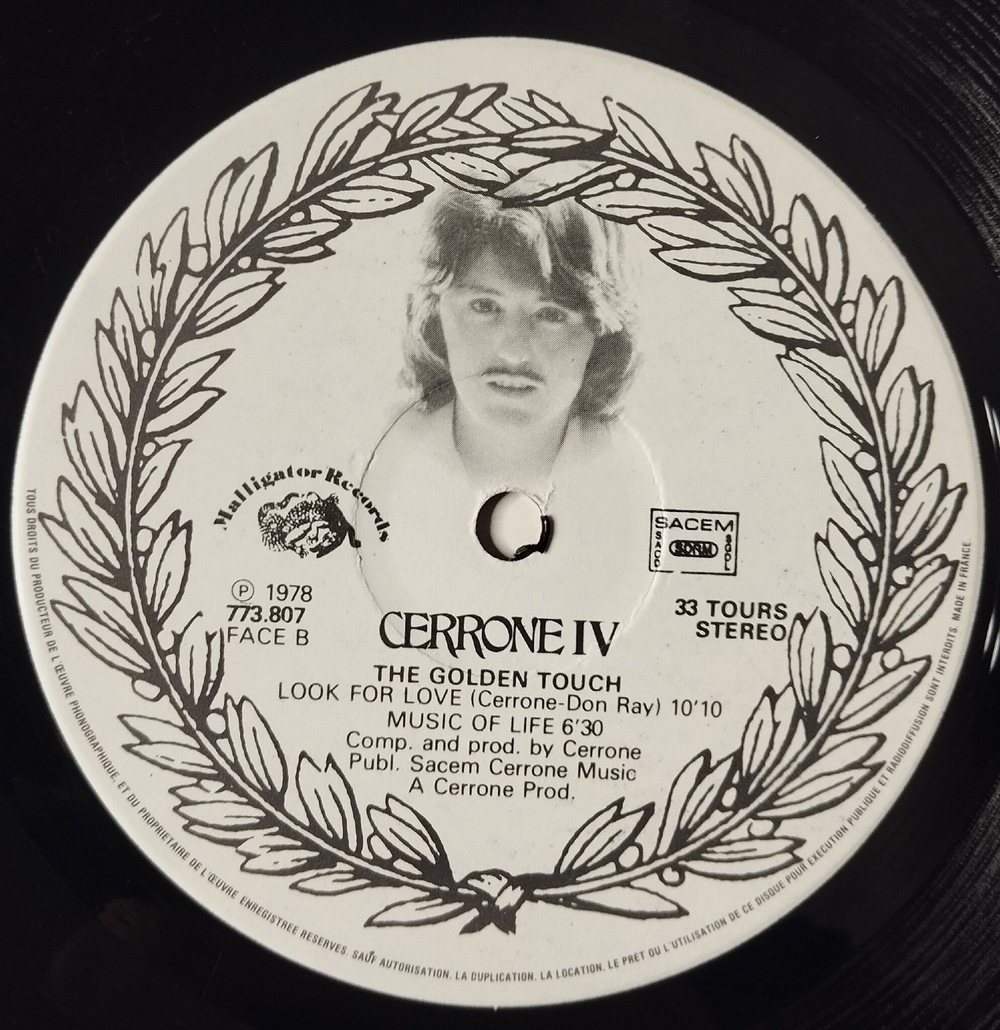 Malligator Records
SACEM
SACD
SDRM
SGDL
Ⓟ 1978
773.807
FACE B
33 TOURS
STEREO
CERRONE IV
THE GOLDEN TOUCH
LOOK FOR LOVE (Cerrone-Don Ray) 10'10
MUSIC OF LIFE 6'30
Comp. and prod. by Cerrone
Publ. Sacem Cerrone Music
A Cerrone Prod.
TOUS DROITS DU PRODUCTEUR DE L'ŒUVRE PHONOGRAPHIQUE, ET DU PROPRIETAIRE DE L'ŒUVRE ENREGISTREE RESERVES. SAUF AUTORISATION, LA DUPLICATION, LA LOCATION, LE PRET OU L'UTILISATION DE CE DISQUE POUR EXECUTION PUBLIQUE ET RADIODIFFUSION SONT INTERDITS. MADE IN FRANCE.